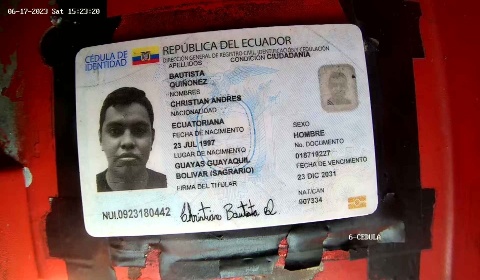 06-17-2023 Sat 15:23:20
CÉDULA DE IDENTIDAD
REPÚBLICA DEL ECUADOR
DIRECCIÓN GENERAL DE REGISTRO CIVIL, IDENTIFICACIÓN Y CEDULACIÓN
APELLIDOS
CONDICIÓN CIUDADANÍA
BAUTISTA
QUIÑONEZ
NOMBRES
CHRISTIAN ANDRES
NACIONALIDAD
ECUATORIANA
FECHA DE NACIMIENTO
23 JUL 1997
LUGAR DE NACIMIENTO
GUAYAS GUAYAQUIL
BOLIVAR (SAGRARIO)
FIRMA DEL TITULAR
SEXO
HOMBRE
No. DOCUMENTO
018719227
FECHA DE VENCIMIENTO
23 DIC 2031
NAT/CAN
907334
NUI.0923180442
Christian Bautista Q
6-CEDULA